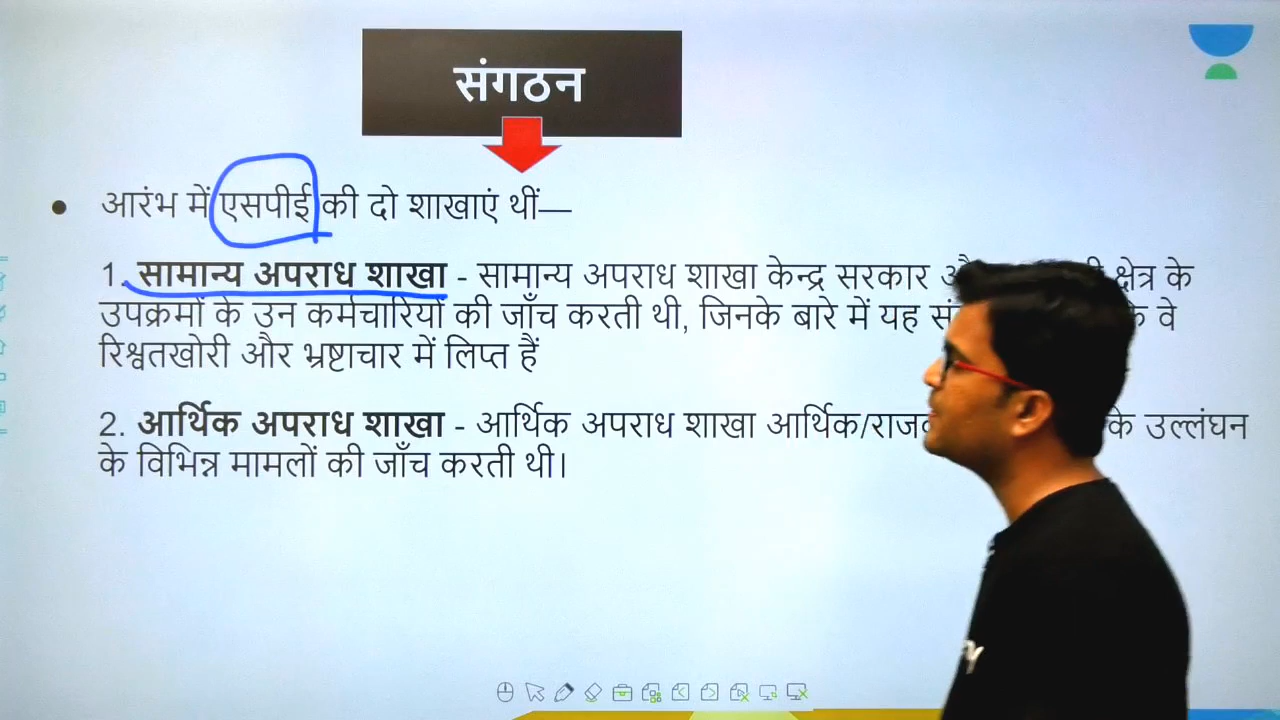 संगठन
आरंभ में एसपीई की दो शाखाएं थीं—
1. सामान्य अपराध शाखा - सामान्य अपराध शाखा केन्द्र सरकार क्षेत्र के
उपक्रमों के उन कर्मचारियों की जाँच करती थी, जिनके बारे में यह वे
रिश्वतखोरी और भ्रष्टाचार में लिप्त हैं
2. आर्थिक अपराध शाखा - आर्थिक अपराध शाखा आर्थिक/ के उल्लंघन
के विभिन्न मामलों की जाँच करती थी।